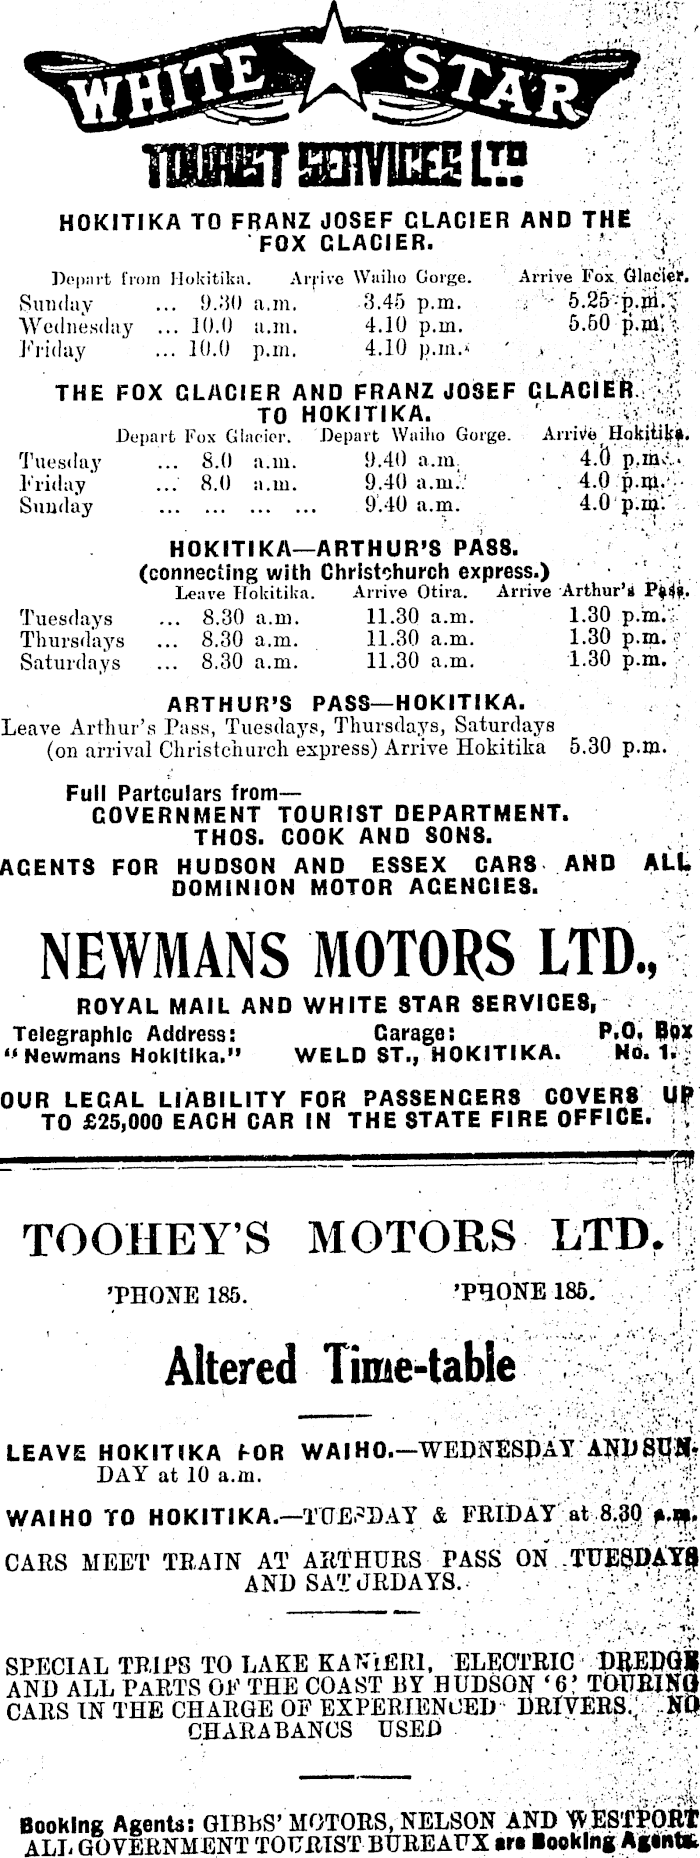 WHITE STAR
TOURIST SERVICES LTD.
HOKITIKA TO FRANZ JOSEF GLACIER AND THE
FOX GLACIER.
Depart from Hokitika. Arrive Waiho Gorge. Arrive Fox Glacier.
Sunday ... 9.30 a.m. 3.45 p.m. 5.25 p.m.
Wednesday ... 10.0 a.m. 4.10 p.m. 5.50 p.m.
Friday ... 10.0 p.m. 4.10 p.m.
THE FOX GLACIER AND FRANZ JOSEF GLACIER
TO HOKITIKA.
Depart Fox Glacier. Depart Waiho Gorge. Arrive Hokitika.
Tuesday ... 8.0 a.m. 9.40 a.m. 4.0 p.m.
Friday ... 8.0 a.m. 9.40 a.m. 4.0 p.m.
Sunday ... ... ... ... 9.40 a.m. 4.0 p.m.
HOKITIKA—ARTHUR'S PASS.
(connecting with Christchurch express.)
Leave Hokitika. Arrive Otira. Arrive Arthur's Pass.
Tuesdays ... 8.30 a.m. 11.30 a.m. 1.30 p.m.
Thursdays ... 8.30 a.m. 11.30 a.m. 1.30 p.m.
Saturdays ... 8.30 a.m. 11.30 a.m. 1.30 p.m.
ARTHUR'S PASS—HOKITIKA.
Leave Arthur's Pass, Tuesdays, Thursdays, Saturdays
(on arrival Christchurch express) Arrive Hokitika 5.30 p.m.
Full Partculars from—
GOVERNMENT TOURIST DEPARTMENT.
THOS. COOK AND SONS.
AGENTS FOR HUDSON AND ESSEX CARS AND ALL
DOMINION MOTOR AGENCIES.
NEWMANS MOTORS LTD.,
ROYAL MAIL AND WHITE STAR SERVICES,
Telegraphic Address: Garage: P.O. Box
"Newmans Hokitika." WELD ST., HOKITIKA. No. 1.
OUR LEGAL LIABILITY FOR PASSENGERS COVERS UP
TO £25,000 EACH CAR IN THE STATE FIRE OFFICE.
TOOHEY'S MOTORS LTD.
'PHONE 185. 'PHONE 185.
Altered Time-table
LEAVE HOKITIKA FOR WAIHO.—WEDNESDAY AND SUN-
DAY at 10 a.m.
WAIHO TO HOKITIKA.—TUESDAY & FRIDAY at 8.30 a.m.
CARS MEET TRAIN AT ARTHURS PASS ON TUESDAYS
AND SATURDAYS.
SPECIAL TRIPS TO LAKE KANIERI, ELECTRIC DREDGE
AND ALL PARTS OF THE COAST BY HUDSON '6' TOURING
CARS IN THE CHARGE OF EXPERIENCED DRIVERS. NO
CHARABANCS USED
Booking Agents: GIBBS' MOTORS, NELSON AND WESTPORT
ALL GOVERNMENT TOURIST BUREAUX are Booking Agents.